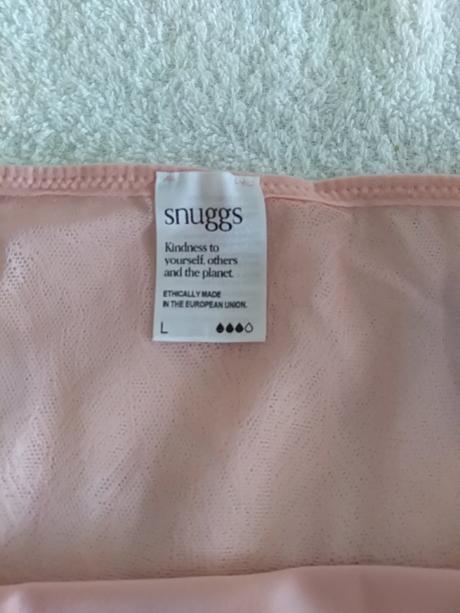 snuggs
Kindness to
yourself, others
and the planet.
ETHICALLY MADE
IN THE EUROPEAN UNION.
L